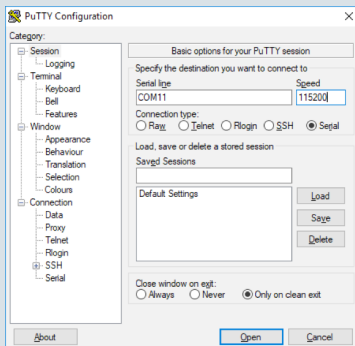 PuTTY Configuration
Category:
Session
Logging
Terminal
Keyboard
Bell
Features
Window
Appearance
Behaviour
Translation
Selection
Colours
Connection
Data
Proxy
Telnet
Rlogin
SSH
Serial
Basic options for your PuTTY session
Specify the destination you want to connect to
Serial line Speed
COM11 115200
Connection type:
Raw Telnet Rlogin SSH Serial
Load, save or delete a stored session
Saved Sessions
Default Settings
Load
Save
Delete
Close window on exit:
Always Never Only on clean exit
About Open Cancel